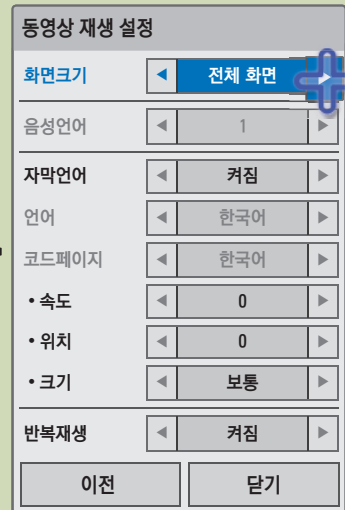 동영상 재생 설정
화면크기 ◀ 전체 화면 ▶
음성언어 ◀ 1 ▶
자막언어 ◀ 켜짐 ▶
언어 ◀ 한국어 ▶
코드페이지 ◀ 한국어 ▶
•속도 ◀ 0 ▶
•위치 ◀ 0 ▶
•크기 ◀ 보통 ▶
반복재생 ◀ 켜짐 ▶
이전 닫기